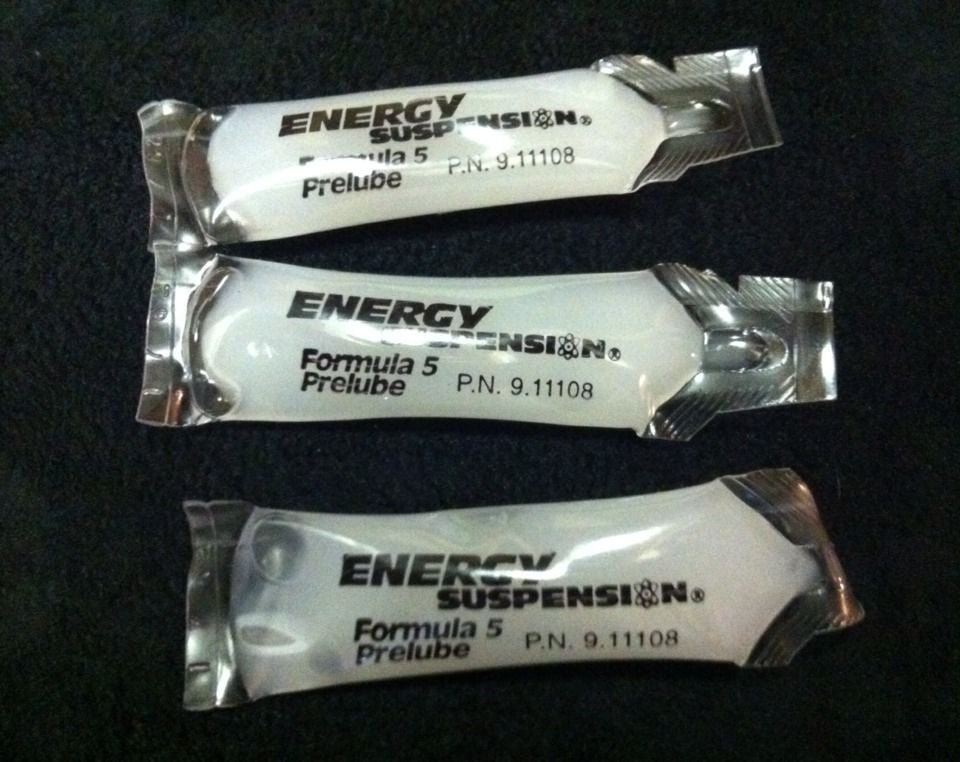 ENERGY
SUSPENSION®
Formula 5
Prelube P.N. 9.11108
ENERGY
SUSPENSION®
Formula 5
Prelube P.N. 9.11108
ENERGY
SUSPENSION®
Formula 5
Prelube P.N. 9.11108